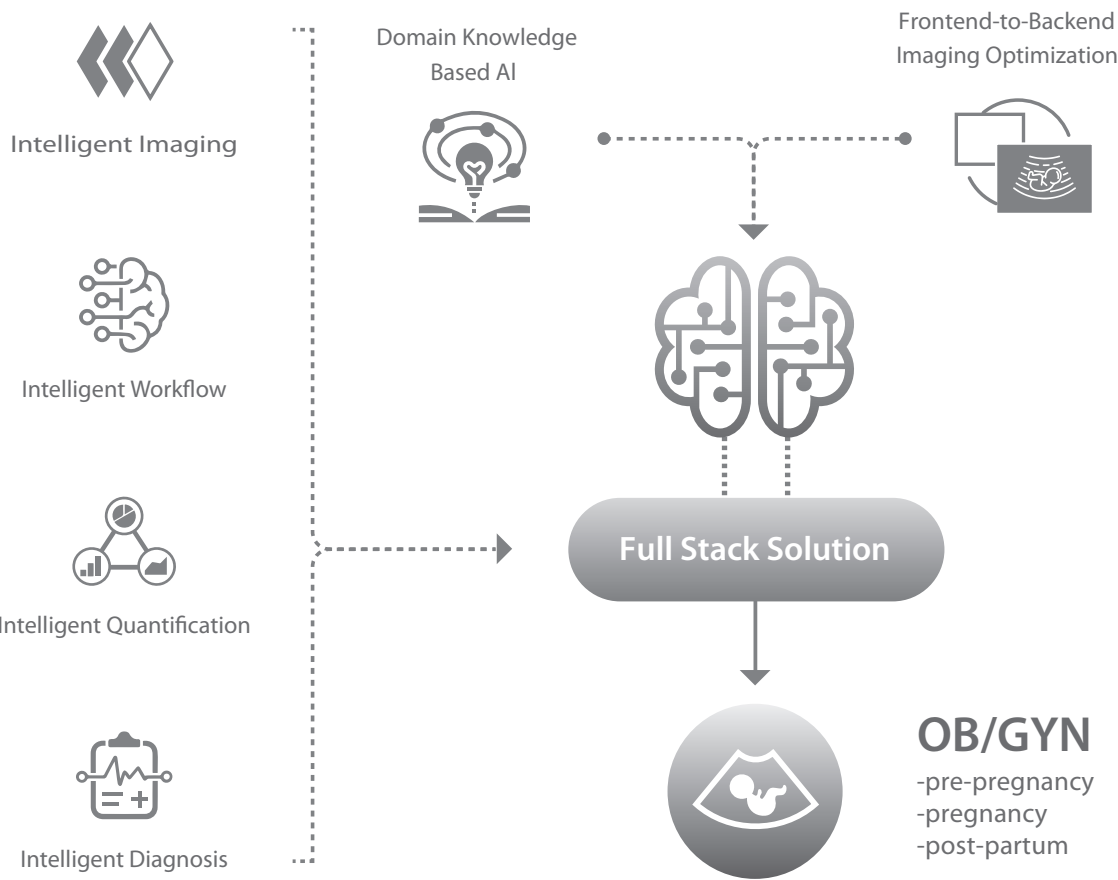 Intelligent Imaging
Intelligent Workflow
Intelligent Quantification
Intelligent Diagnosis
Domain Knowledge
Based AI
Frontend-to-Backend
Imaging Optimization
Full Stack Solution
OB/GYN
-pre-pregnancy
-pregnancy
-post-partum